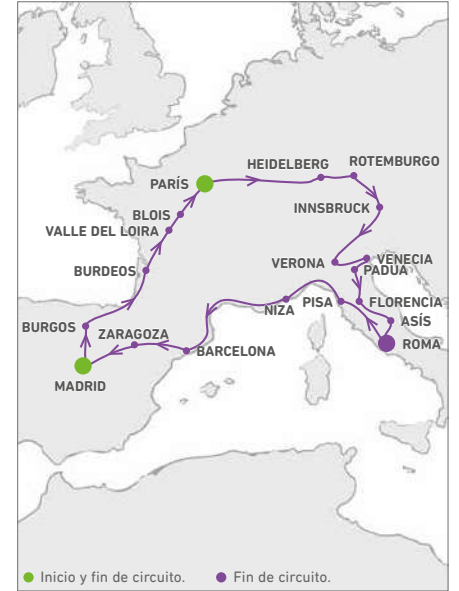 HEIDELBERG
ROTEMBURGO
PARÍS
INNSBRUCK
BLOIS
VALLE DEL LOIRA
VERONA
VENECIA
PADUA
BURDEOS
NIZA
PISA
FLORENCIA
ASÍS
BURGOS
ZARAGOZA
ROMA
BARCELONA
MADRID
Inicio y fin de circuito.
Fin de circuito.